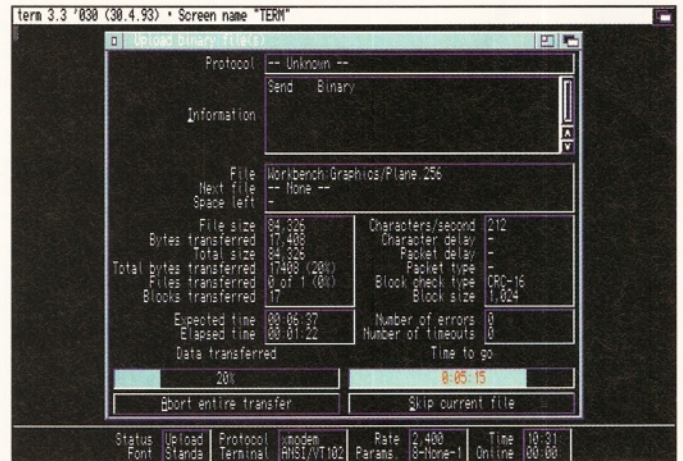 term 3.3 '030 (30.4.93) • Screen name "TERM"
Upload binary file(s)
Protocol -- Unknown --
Information Send Binary
File Workbench:Graphics/Plane.256
Next file -- None --
Space left -
File size 84,326
Bytes transferred 17,408
Total size 84,326
Total bytes transferred 17408 (20%)
Files transferred 0 of 1 (0%)
Blocks transferred 17
Characters/second 212
Character delay -
Packet delay -
Packet type -
Block check type CRC-16
Block size 1,024
Expected time 00:06:37
Elapsed time 00:01:22
Number of errors 0
Number of timeouts 0
Data transferred
Time to go
20%
0:05:15
Abort entire transfer
Skip current file
Status Upload Protocol xmodem Rate 2,400 Time 10:31
Font Standa Terminal ANSI/VT102 Params. 8-None-1 Online 00:00